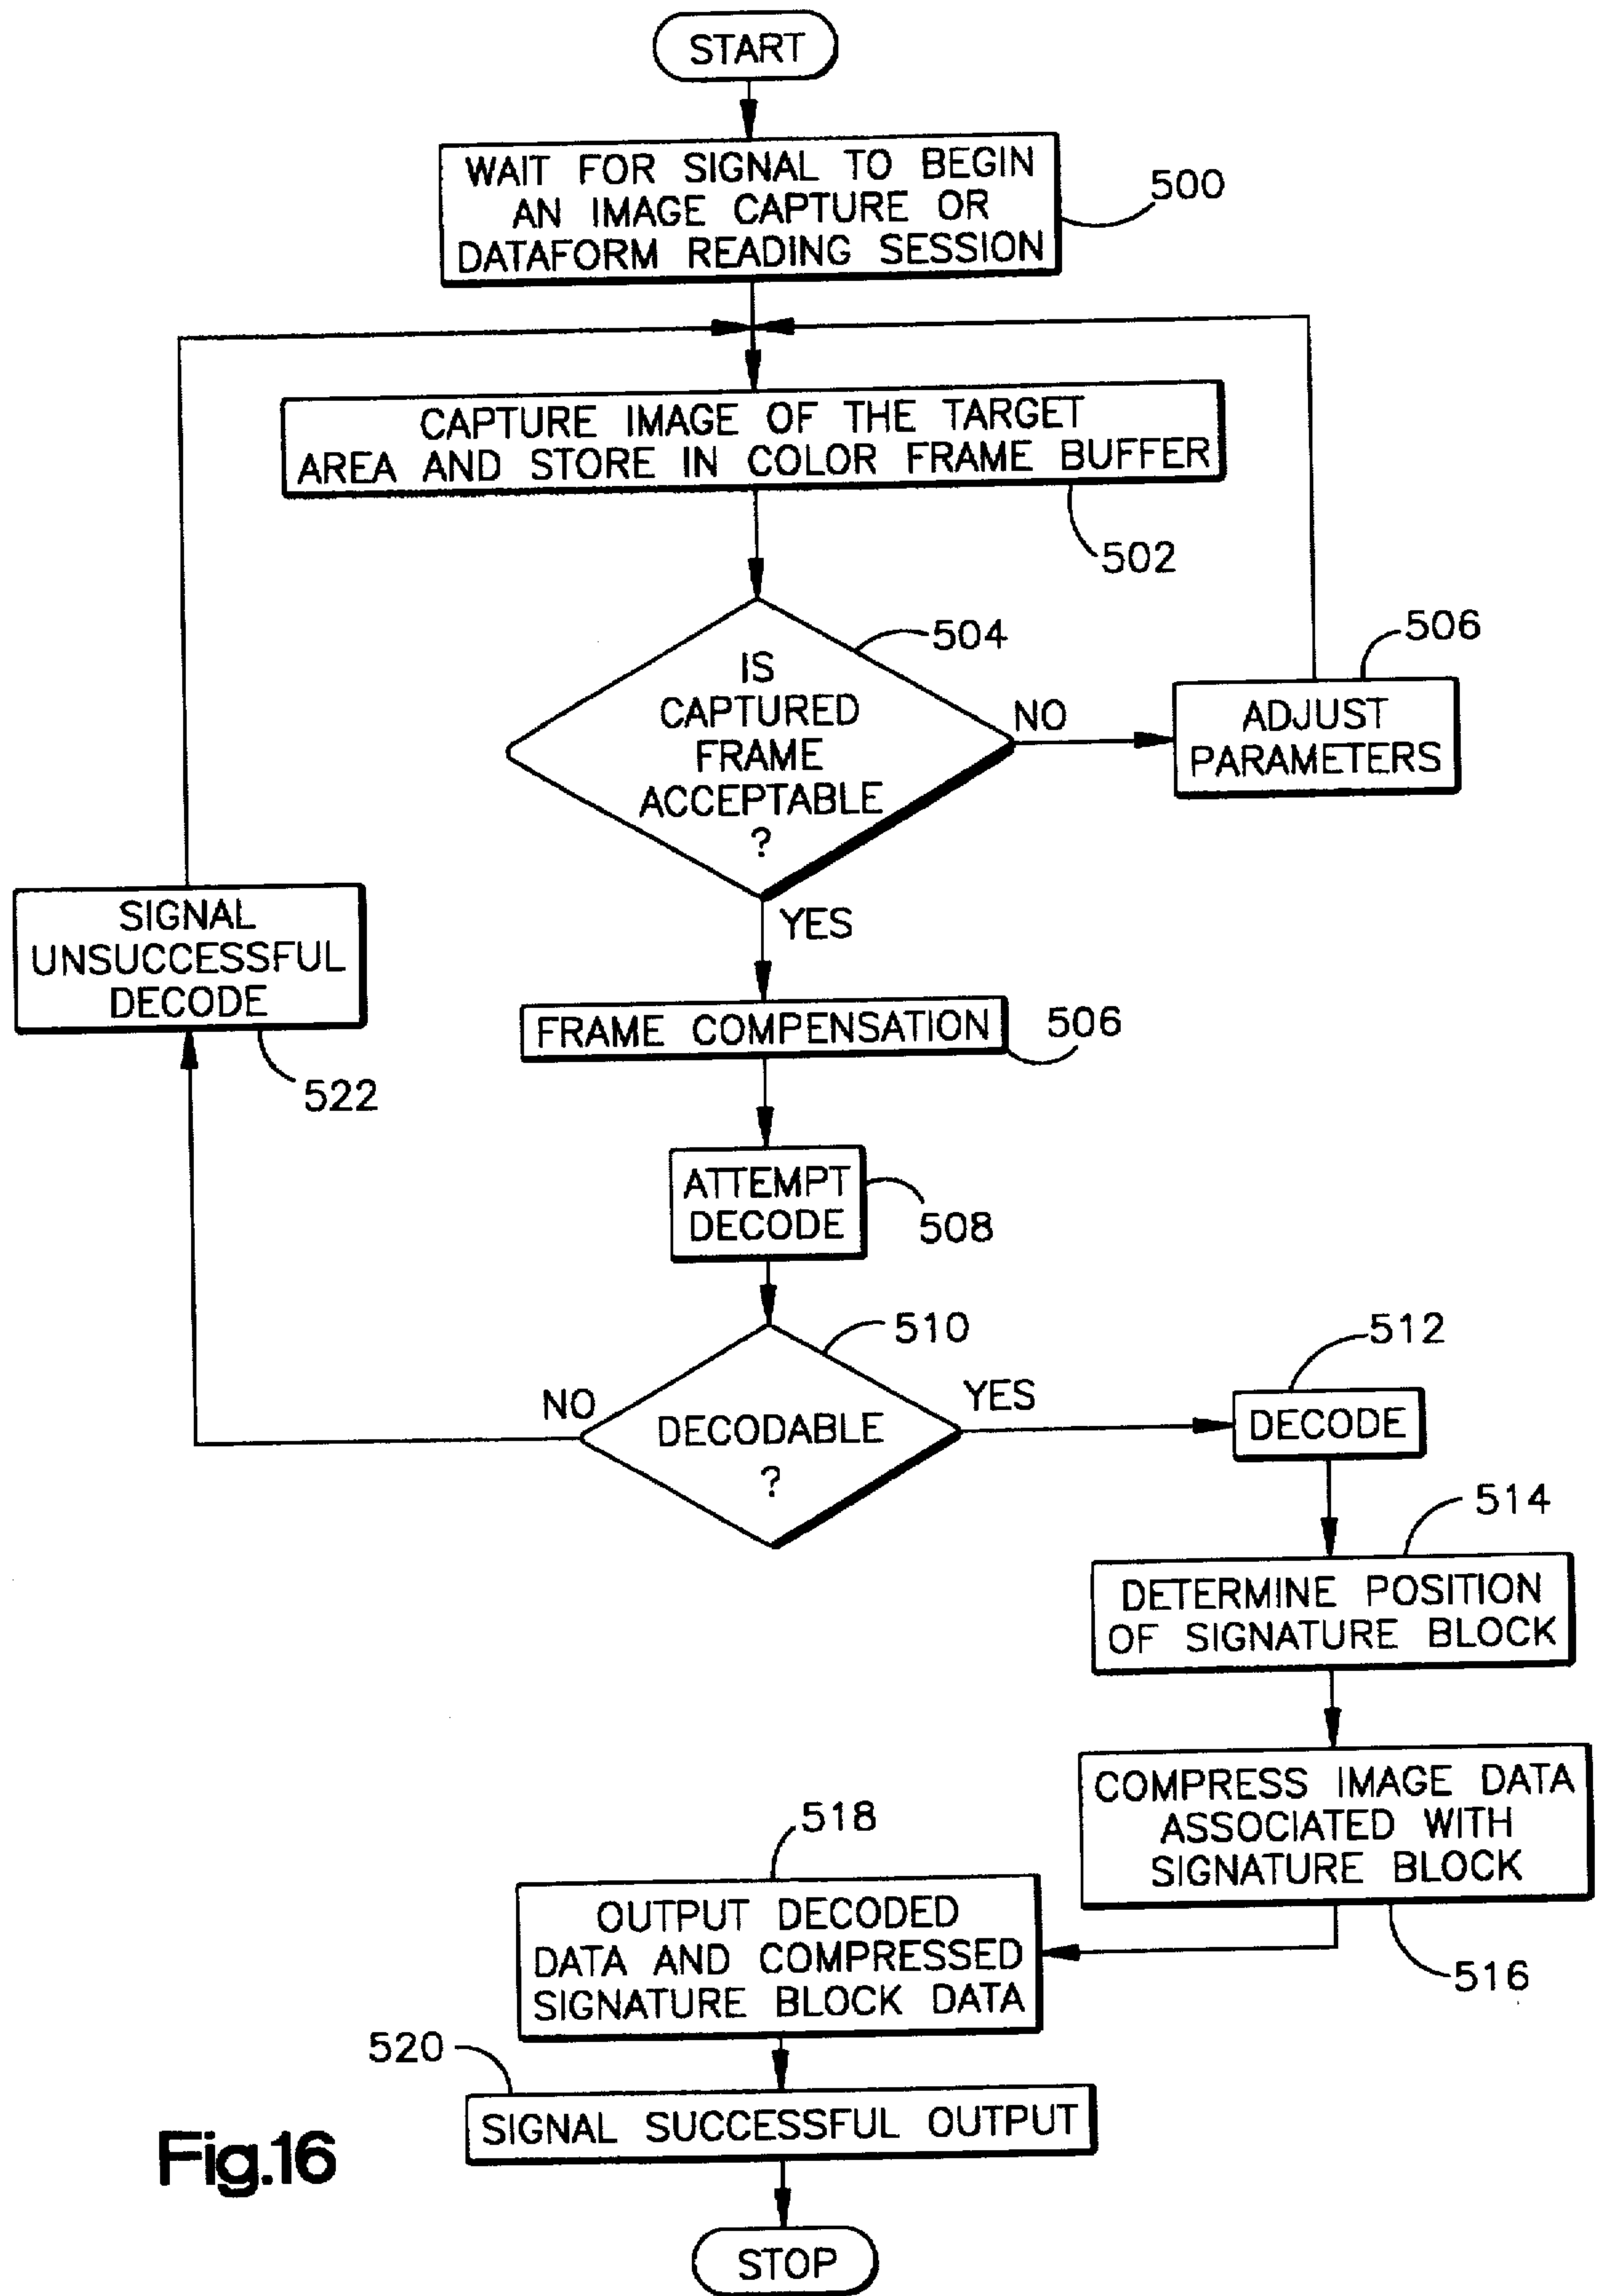 START
WAIT FOR SIGNAL TO BEGIN
AN IMAGE CAPTURE OR
DATAFORM READING SESSION
500
CAPTURE IMAGE OF THE TARGET
AREA AND STORE IN COLOR FRAME BUFFER
502
IS
CAPTURED
FRAME
ACCEPTABLE
?
504
NO
506
ADJUST
PARAMETERS
YES
SIGNAL
UNSUCCESSFUL
DECODE
522
FRAME COMPENSATION
506
ATTEMPT
DECODE
508
510
DECODABLE
?
NO
YES
512
DECODE
514
DETERMINE POSITION
OF SIGNATURE BLOCK
COMPRESS IMAGE DATA
ASSOCIATED WITH
SIGNATURE BLOCK
516
518
OUTPUT DECODED
DATA AND COMPRESSED
SIGNATURE BLOCK DATA
520
SIGNAL SUCCESSFUL OUTPUT
STOP
Fig.16